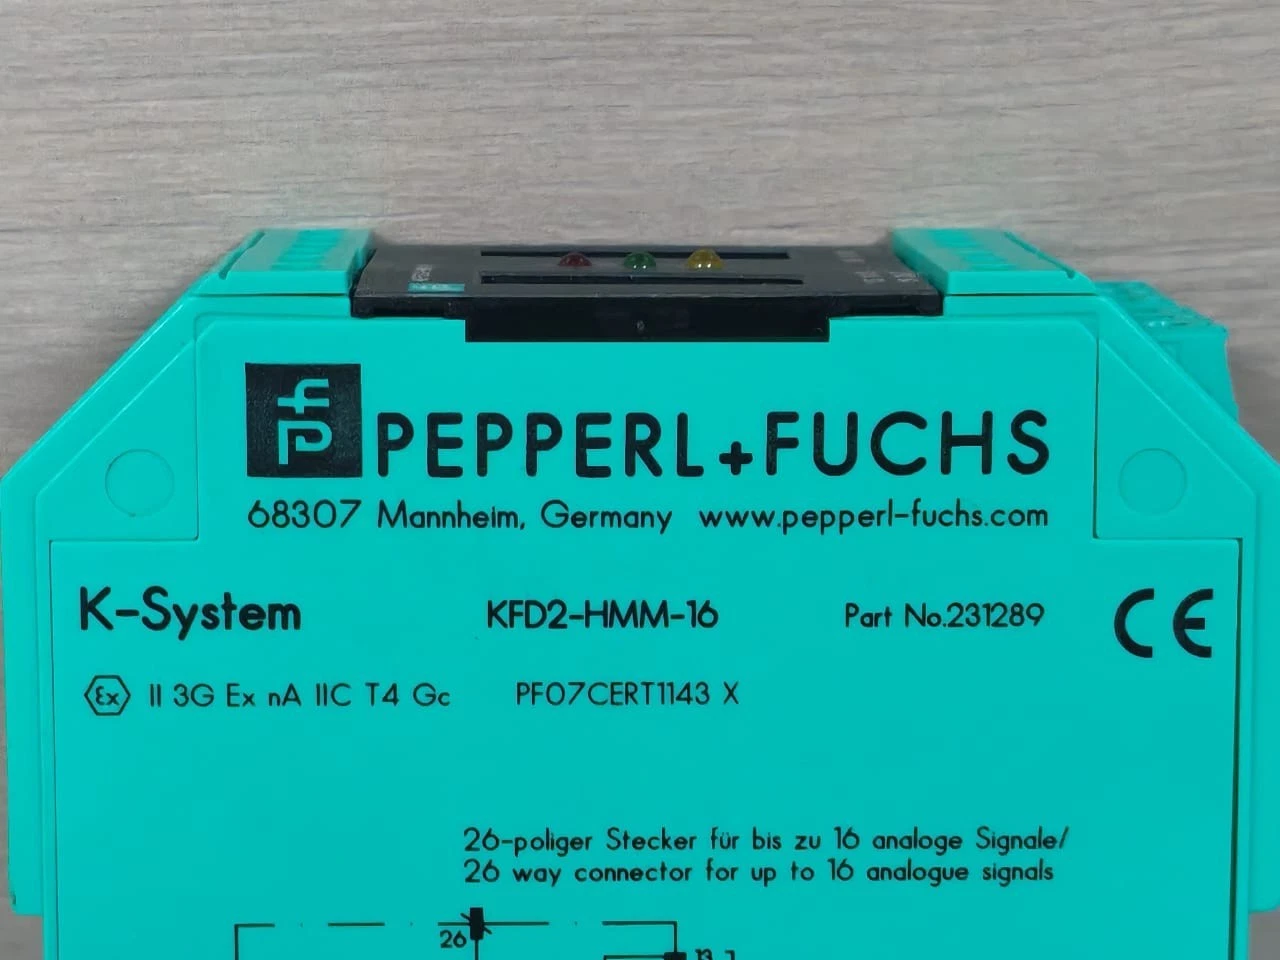 PEPPERL+FUCHS
68307 Mannheim, Germany www.pepperl-fuchs.com
K-System KFD2-HMM-16 Part No.231289 CE
Ex II 3G Ex nA IIC T4 Gc PF07CERT1143 X
26-poliger Stecker für bis zu 16 analoge Signale/
26 way connector for up to 16 analogue signals
26
13